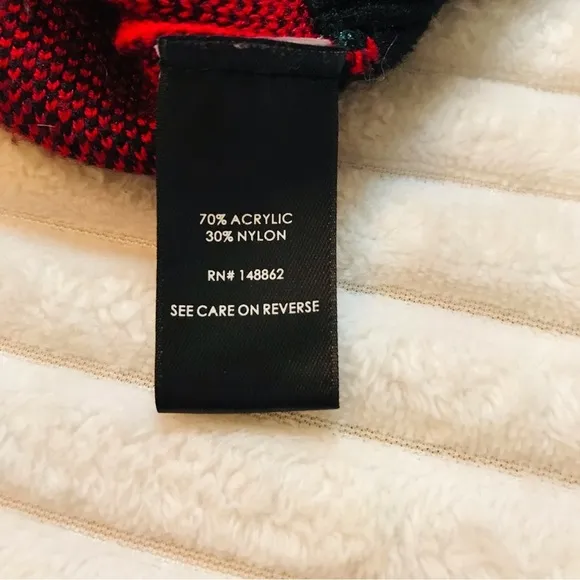 70% ACRYLIC
30% NYLON
RN# 148862
SEE CARE ON REVERSE